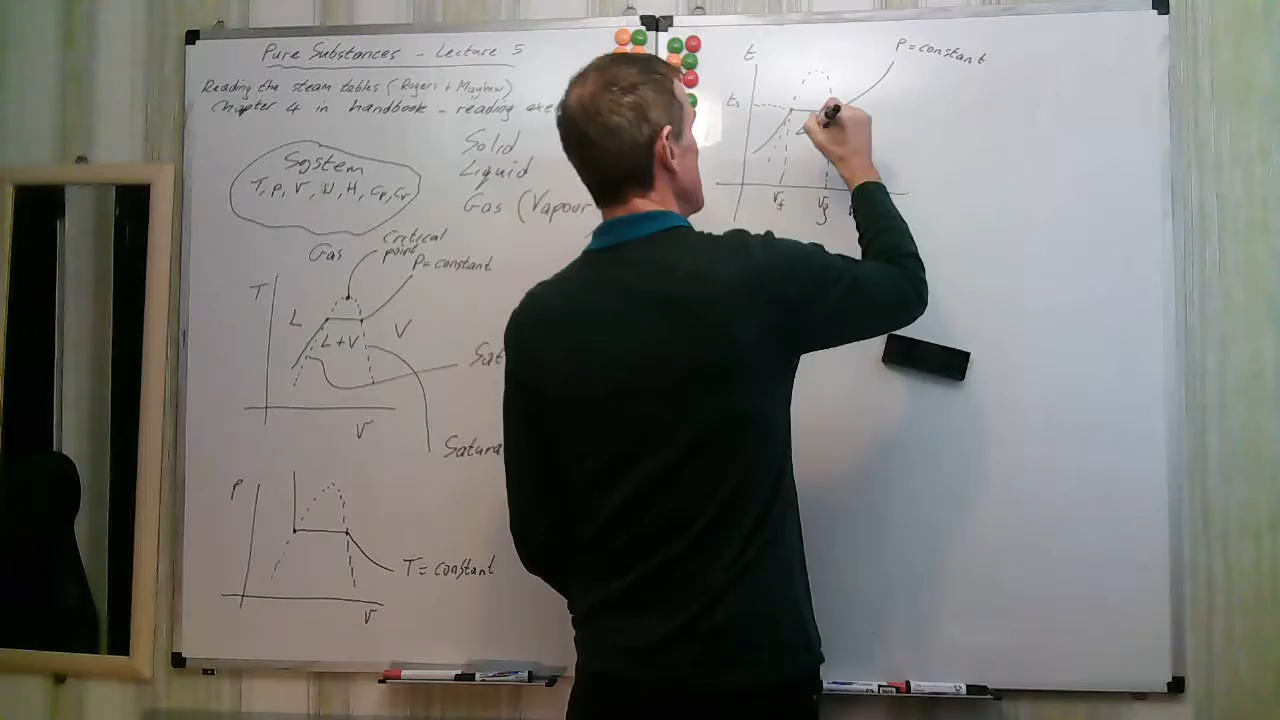 Pure Substances - Lecture 5
Reading the steam tables (Rogers + Mayhew)
Chapter 4 in handbook - reading
System
T, P, V, U, H, Cp, Cv
Solid
Liquid
Gas (Vapour
Gas
Critical
point
P=constant
T
L
L+V
V
V
P
T=constant
V
t
P=constant
ts
Vf
Vg